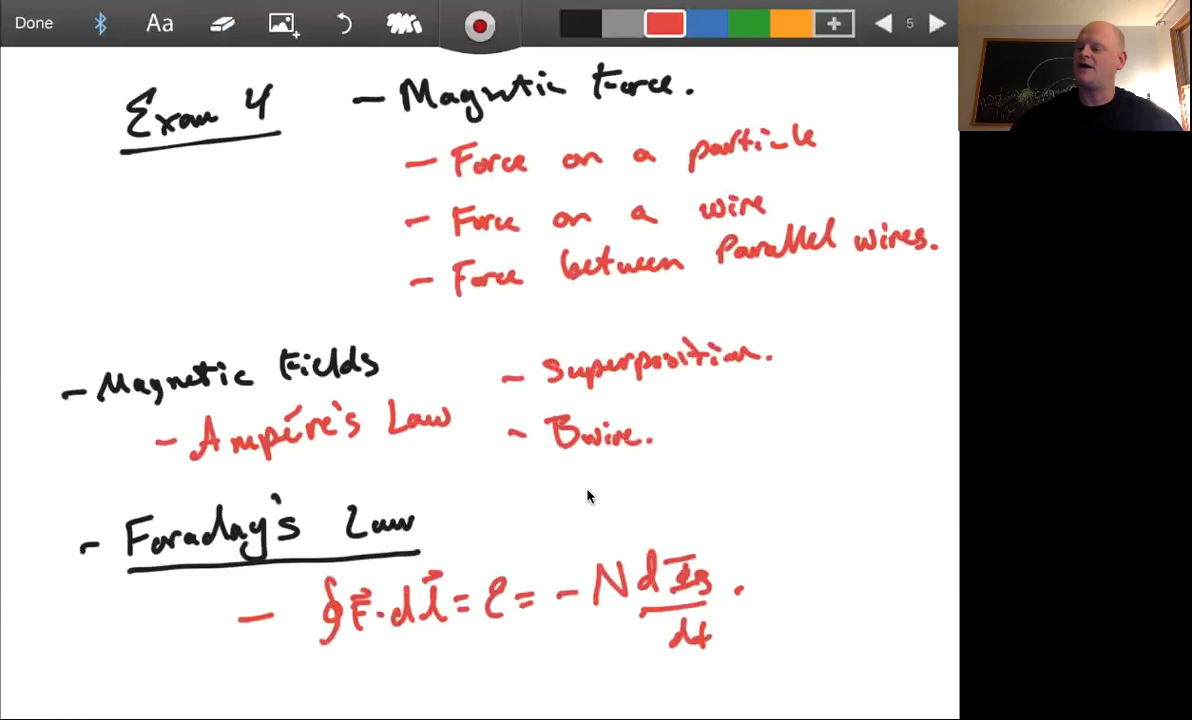 Done Aa 5
Exam 4 - Magnetic Force.
- Force on a particle
- Force on a wire
- Force between Parallel wires.
- Magnetic Fields - Superposition.
- Ampére's Law - Bwire.
- Faraday's Law
- ∮E⃗·dl⃗ = ℰ = -N dΦB/dt.